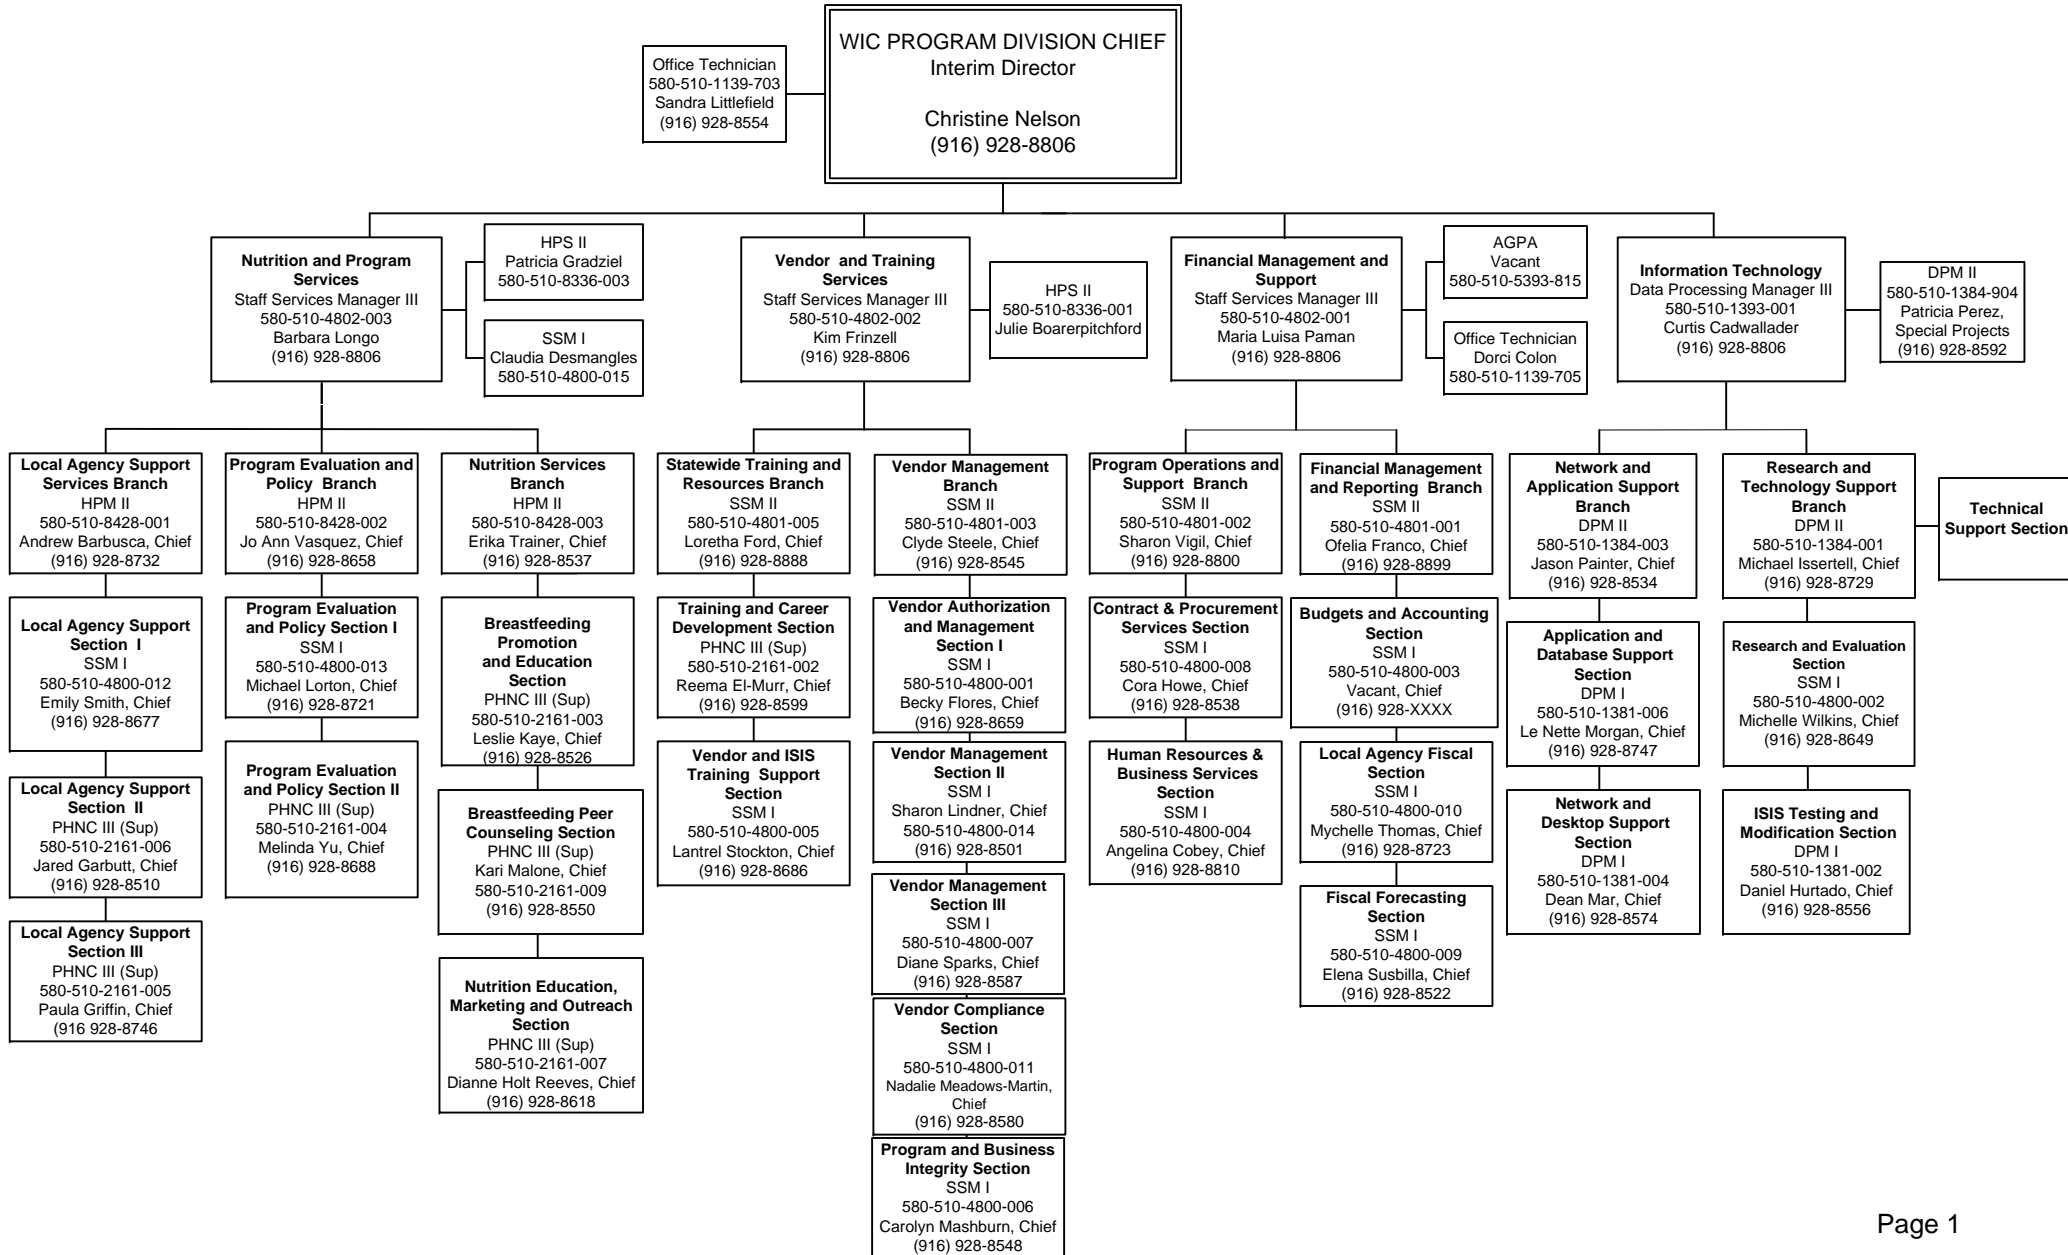 WIC PROGRAM DIVISION CHIEF
Interim Director
Christine Nelson
(916) 928-8806
Office Technician
580-510-1139-703
Sandra Littlefield
(916) 928-8554
Nutrition and Program
Services
Staff Services Manager III
580-510-4802-003
Barbara Longo
(916) 928-8806
HPS II
Patricia Gradziel
580-510-8336-003
SSM I
Claudia Desmangles
580-510-4800-015
Vendor and Training
Services
Staff Services Manager III
580-510-4802-002
Kim Frinzell
(916) 928-8806
HPS II
580-510-8336-001
Julie Boarerpitchford
Financial Management and
Support
Staff Services Manager III
580-510-4802-001
Maria Luisa Paman
(916) 928-8806
AGPA
Vacant
580-510-5393-815
Office Technician
Dorci Colon
580-510-1139-705
Information Technology
Data Processing Manager III
580-510-1393-001
Curtis Cadwallader
(916) 928-8806
DPM II
580-510-1384-904
Patricia Perez,
Special Projects
(916) 928-8592
Local Agency Support
Services Branch
HPM II
580-510-8428-001
Andrew Barbusca, Chief
(916) 928-8732
Program Evaluation and
Policy Branch
HPM II
580-510-8428-002
Jo Ann Vasquez, Chief
(916) 928-8658
Nutrition Services
Branch
HPM II
580-510-8428-003
Erika Trainer, Chief
(916) 928-8537
Statewide Training and
Resources Branch
SSM II
580-510-4801-005
Loretha Ford, Chief
(916) 928-8888
Vendor Management
Branch
SSM II
580-510-4801-003
Clyde Steele, Chief
(916) 928-8545
Program Operations and
Support Branch
SSM II
580-510-4801-002
Sharon Vigil, Chief
(916) 928-8800
Financial Management
and Reporting Branch
SSM II
580-510-4801-001
Ofelia Franco, Chief
(916) 928-8899
Network and
Application Support
Branch
DPM II
580-510-1384-003
Jason Painter, Chief
(916) 928-8534
Research and
Technology Support
Branch
DPM II
580-510-1384-001
Michael Issertell, Chief
(916) 928-8729
Technical
Support Section
Local Agency Support
Section I
SSM I
580-510-4800-012
Emily Smith, Chief
(916) 928-8677
Program Evaluation
and Policy Section I
SSM I
580-510-4800-013
Michael Lorton, Chief
(916) 928-8721
Breastfeeding
Promotion
and Education
Section
PHNC III (Sup)
580-510-2161-003
Leslie Kaye, Chief
(916) 928-8526
Training and Career
Development Section
PHNC III (Sup)
580-510-2161-002
Reema El-Murr, Chief
(916) 928-8599
Vendor Authorization
and Management
Section I
SSM I
580-510-4800-001
Becky Flores, Chief
(916) 928-8659
Contract & Procurement
Services Section
SSM I
580-510-4800-008
Cora Howe, Chief
(916) 928-8538
Budgets and Accounting
Section
SSM I
580-510-4800-003
Vacant, Chief
(916) 928-XXXX
Application and
Database Support
Section
DPM I
580-510-1381-006
Le Nette Morgan, Chief
(916) 928-8747
Research and Evaluation
Section
SSM I
580-510-4800-002
Michelle Wilkins, Chief
(916) 928-8649
Local Agency Support
Section II
PHNC III (Sup)
580-510-2161-006
Jared Garbutt, Chief
(916) 928-8510
Program Evaluation
and Policy Section II
PHNC III (Sup)
580-510-2161-004
Melinda Yu, Chief
(916) 928-8688
Breastfeeding Peer
Counseling Section
PHNC III (Sup)
Kari Malone, Chief
580-510-2161-009
(916) 928-8550
Vendor and ISIS
Training Support
Section
SSM I
580-510-4800-005
Lantrel Stockton, Chief
(916) 928-8686
Vendor Management
Section II
SSM I
Sharon Lindner, Chief
580-510-4800-014
(916) 928-8501
Human Resources &
Business Services
Section
SSM I
580-510-4800-004
Angelina Cobey, Chief
(916) 928-8810
Local Agency Fiscal
Section
SSM I
580-510-4800-010
Mychelle Thomas, Chief
(916) 928-8723
Network and
Desktop Support
Section
DPM I
580-510-1381-004
Dean Mar, Chief
(916) 928-8574
ISIS Testing and
Modification Section
DPM I
580-510-1381-002
Daniel Hurtado, Chief
(916) 928-8556
Local Agency Support
Section III
PHNC III (Sup)
580-510-2161-005
Paula Griffin, Chief
(916 928-8746
Nutrition Education,
Marketing and Outreach
Section
PHNC III (Sup)
580-510-2161-007
Dianne Holt Reeves, Chief
(916) 928-8618
Vendor Management
Section III
SSM I
580-510-4800-007
Diane Sparks, Chief
(916) 928-8587
Fiscal Forecasting
Section
SSM I
580-510-4800-009
Elena Susbilla, Chief
(916) 928-8522
Vendor Compliance
Section
SSM I
580-510-4800-011
Nadalie Meadows-Martin,
Chief
(916) 928-8580
Program and Business
Integrity Section
SSM I
580-510-4800-006
Carolyn Mashburn, Chief
(916) 928-8548
Page 1